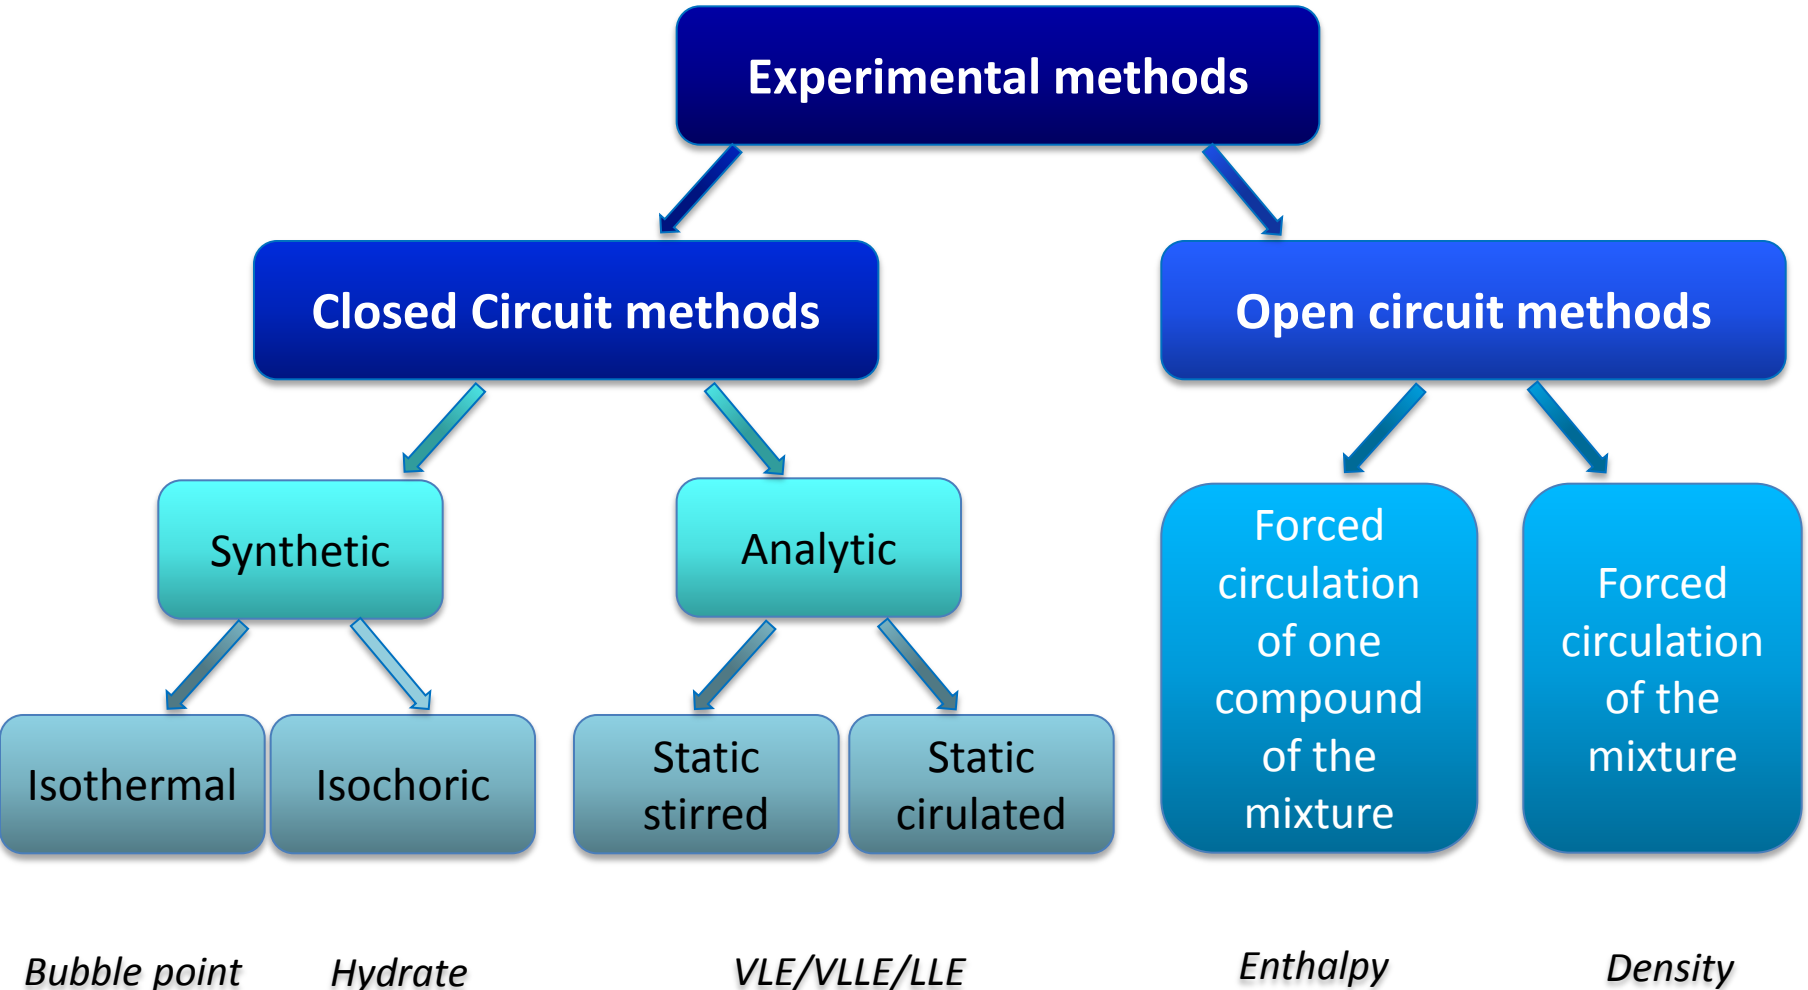 Experimental methods
Closed Circuit methods
Open circuit methods
Synthetic
Analytic
Forced
circulation
of one
compound
of the
mixture
Forced
circulation
of the
mixture
Isothermal
Isochoric
Static
stirred
Static
cirulated
Bubble point
Hydrate
VLE/VLLE/LLE
Enthalpy
Density